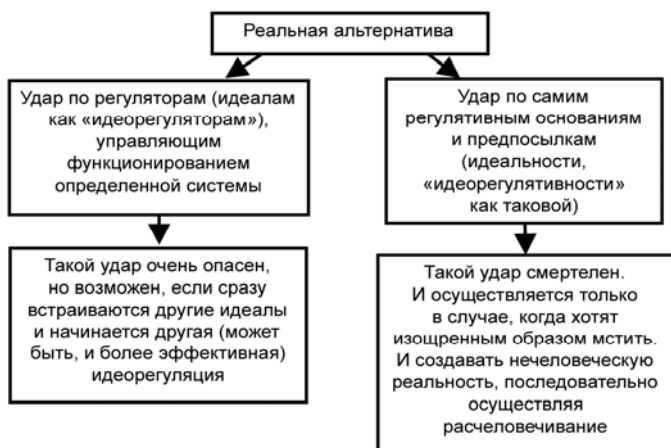 Реальная альтернатива
Удар по регуляторам (идеалам
как «идеорегуляторам»),
управляющим
функционированием
определенной системы
Удар по самим
регулятивным основаниям
и предпосылкам
(идеальности,
«идеорегулятивности»
как таковой)
Такой удар очень опасен,
но возможен, если сразу
встраиваются другие идеалы
и начинается другая (может
быть, и более эффективная)
идеорегуляция
Такой удар смертелен.
И осуществляется только
в случае, когда хотят
изощренным образом мстить.
И создавать нечеловеческую
реальность, последовательно
осуществляя
расчеловечивание